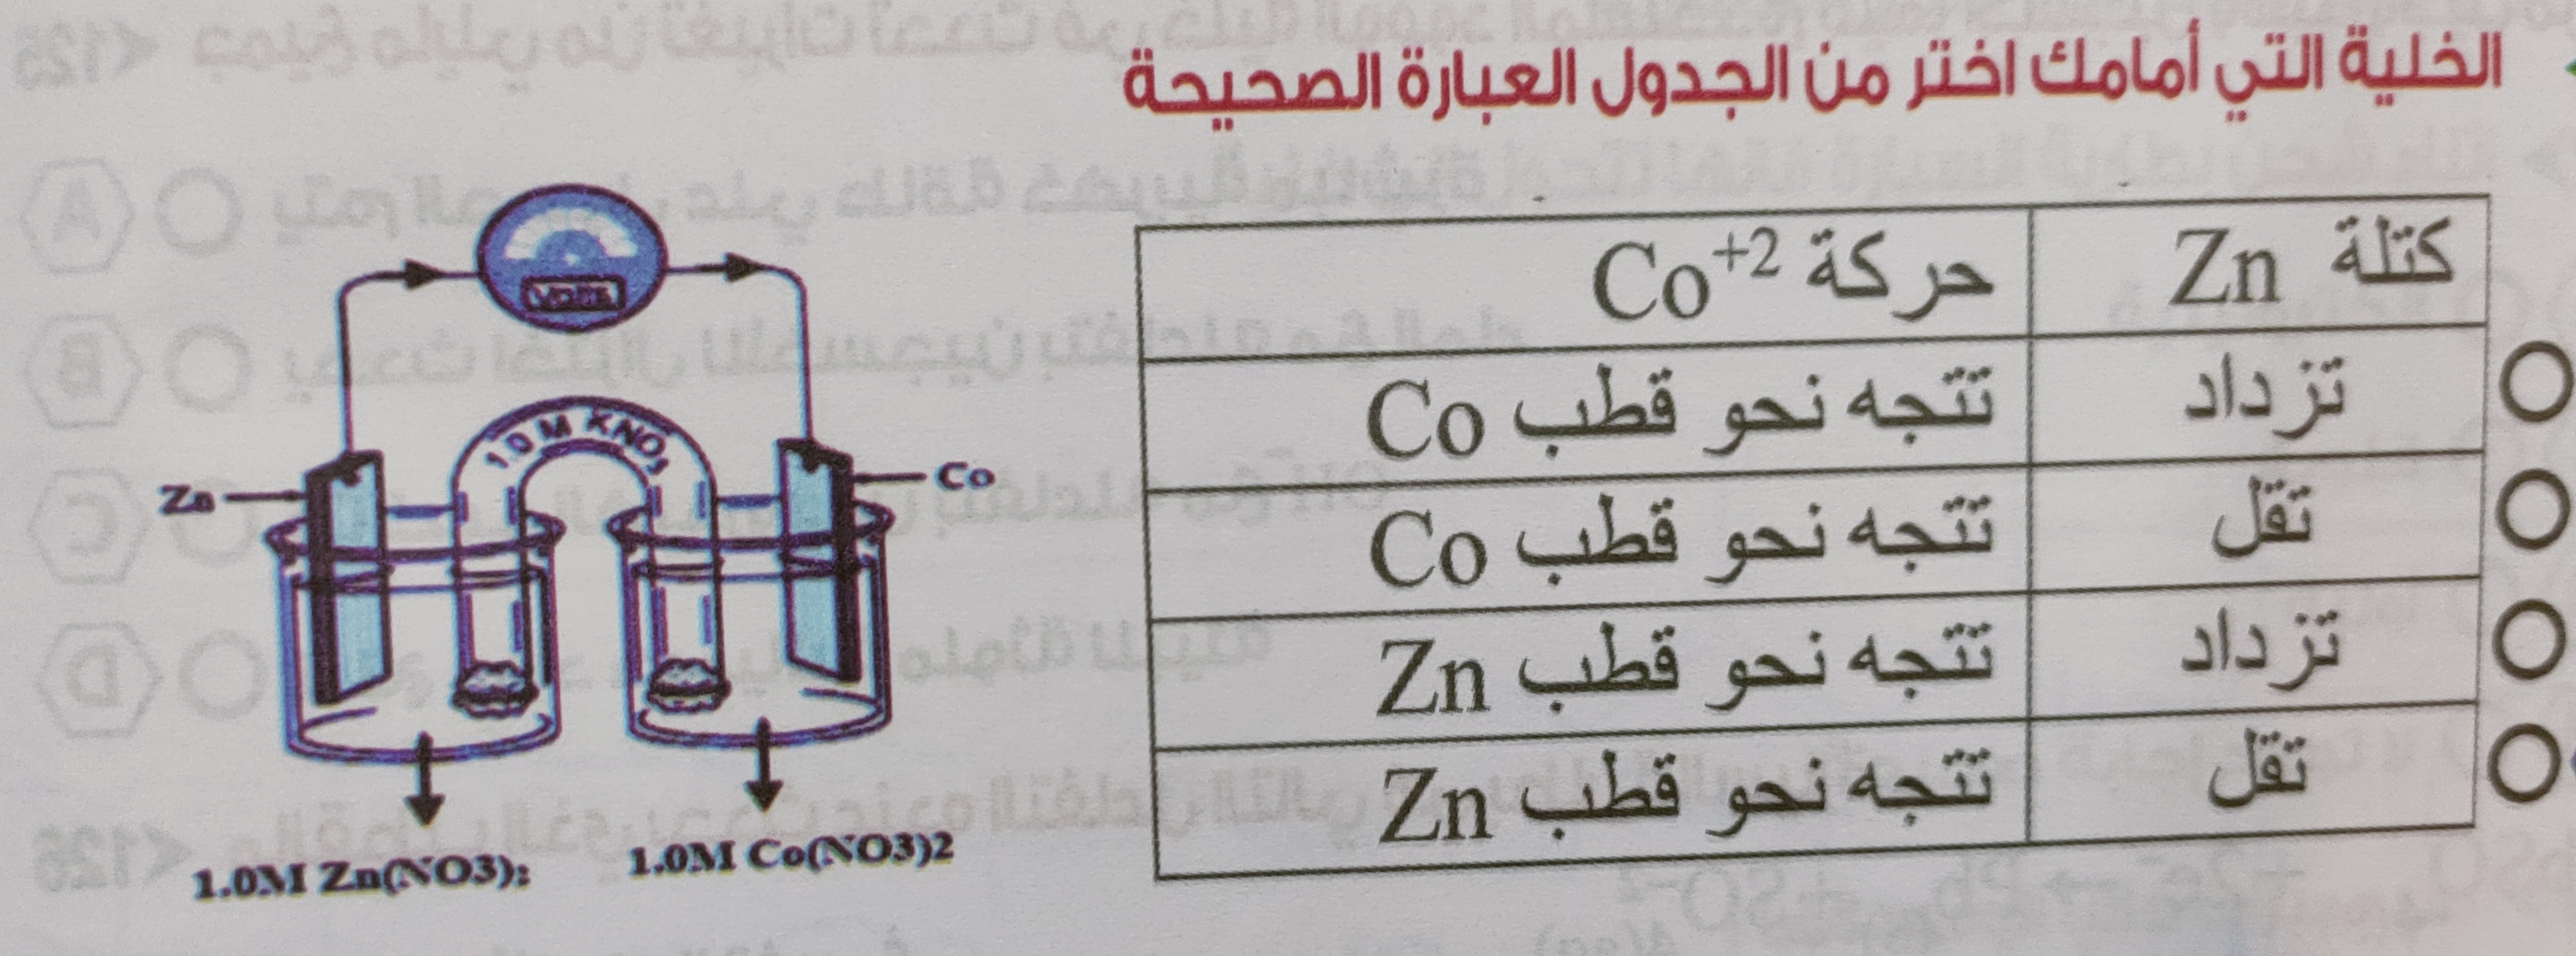 الخلية التي أمامك اختر من الجدول العبارة الصحيحة
كتلة Zn حركة Co+2
تزداد تتجه نحو قطب Co
تقل تتجه نحو قطب Co
تزداد تتجه نحو قطب Zn
تقل تتجه نحو قطب Zn
VOLTS
1.0 M KNO3
Zn
Co
1.0M Zn(NO3)2
1.0M Co(NO3)2